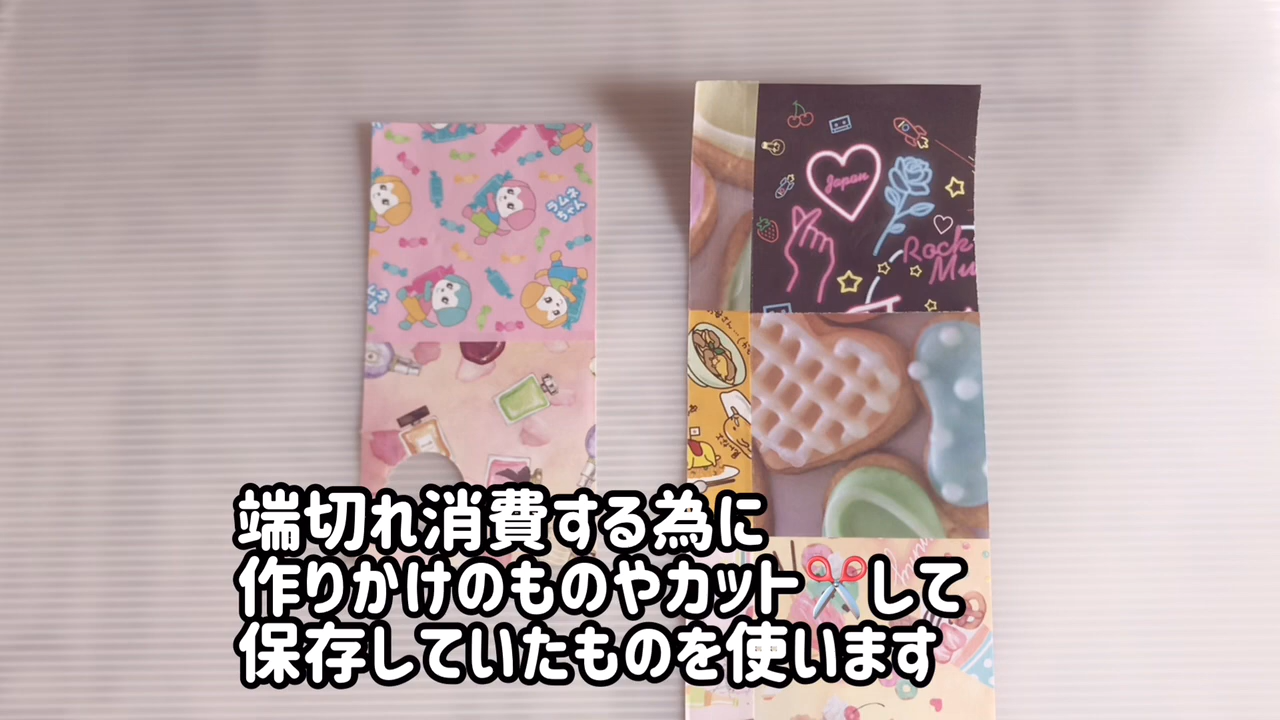 Japan
ラムネ
ちゃん
Rock
端切れ消費する為に
作りかけのものやカット✂️して
保存していたものを使います